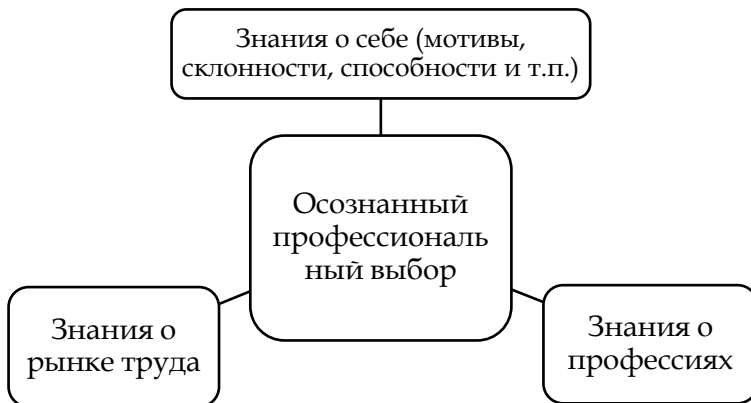 Знания о себе (мотивы,
склонности, способности и т.п.)
Осознанный
профессиональ
ный выбор
Знания о
рынке труда
Знания о
профессиях